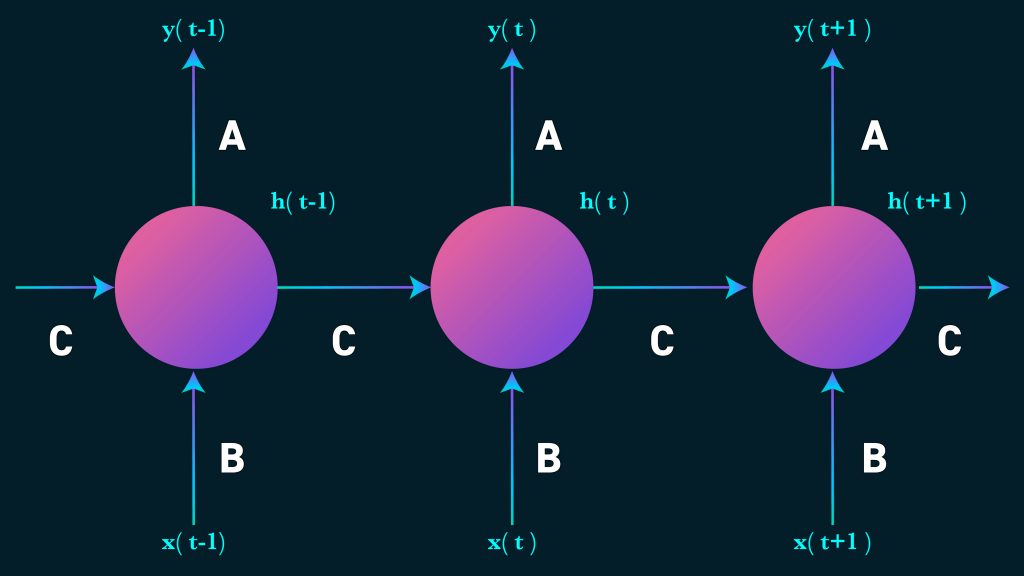 y( t-1) y( t ) y( t+1 )
A A A
h( t-1) h( t ) h( t+1 )
C C C C
B B B
x( t-1) x( t ) x( t+1 )